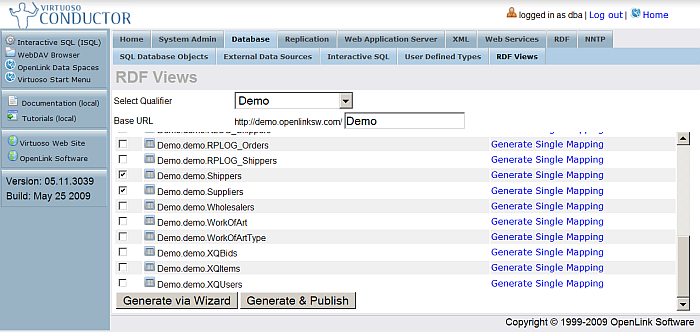 VIRTUOSO
CONDUCTOR
logged in as dba | Log out | Home
Interactive SQL (ISQL)
WebDAV Browser
OpenLink Data Spaces
Virtuoso Start Menu
Documentation (local)
Tutorials (local)
Virtuoso Web Site
OpenLink Software
Version: 05.11.3039
Build: May 25 2009
Home System Admin Database Replication Web Application Server XML Web Services RDF NNTP
SQL Database Objects External Data Sources Interactive SQL User Defined Types RDF Views
RDF Views
Select Qualifier Demo
Base URL http://demo.openlinksw.com/ Demo
Demo.demo.RPLOG_Orders Generate Single Mapping
Demo.demo.RPLOG_Shippers Generate Single Mapping
Demo.demo.Shippers Generate Single Mapping
Demo.demo.Suppliers Generate Single Mapping
Demo.demo.Wholesalers Generate Single Mapping
Demo.demo.WorkOfArt Generate Single Mapping
Demo.demo.WorkOfArtType Generate Single Mapping
Demo.demo.XQBids Generate Single Mapping
Demo.demo.XQItems Generate Single Mapping
Demo.demo.XQUsers Generate Single Mapping
Generate via Wizard Generate & Publish
Copyright © 1999-2009 OpenLink Software